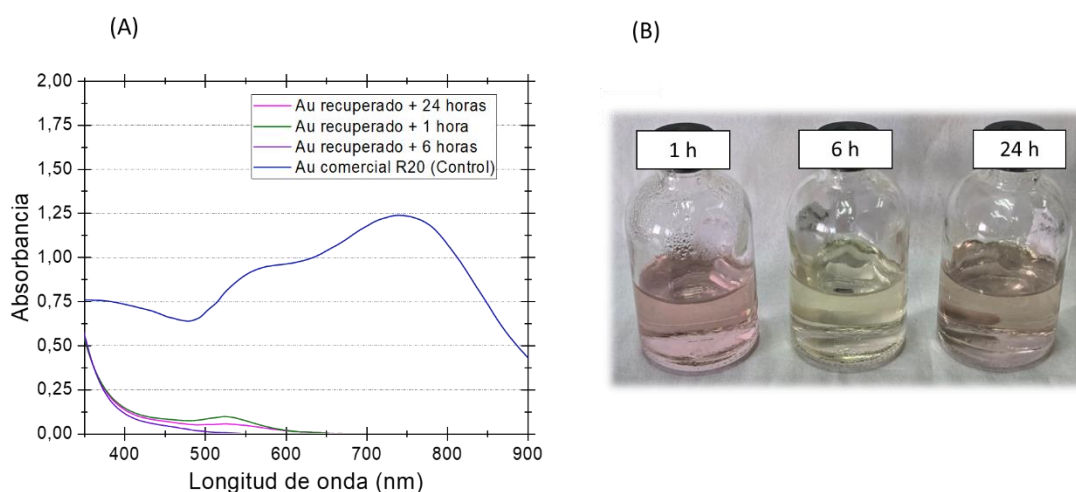 (A)
(B)
2,00
1,75
1,50
1,25
1,00
0,75
0,50
0,25
0,00
Absorbancia
Au recuperado + 24 horas
Au recuperado + 1 hora
Au recuperado + 6 horas
Au comercial R20 (Control)
400 500 600 700 800 900
Longitud de onda (nm)
1 h
6 h
24 h